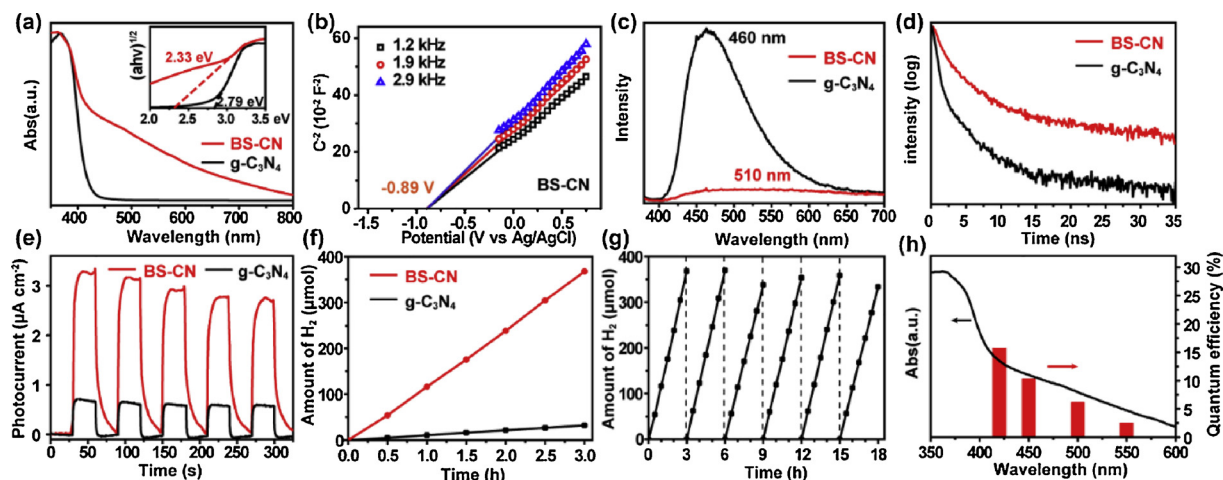 (a)
Abs(a.u.)
(ahv)1/2
2.33 eV
2.79 eV
2.0 2.5 3.0 3.5 eV
BS-CN
g-C₃N₄
400 500 600 700 800
Wavelength (nm)
(b)
C⁻² (10⁻² F⁻²)
60
40
20
0
1.2 kHz
1.9 kHz
2.9 kHz
-0.89 V
BS-CN
-1.5 -1.0 -0.5 0.0 0.5
Potential (V vs Ag/AgCl)
(c)
Intensity
460 nm
BS-CN
g-C₃N₄
510 nm
400 450 500 550 600 650 700
Wavelength (nm)
(d)
intensity (log)
BS-CN
g-C₃N₄
0 5 10 15 20 25 30 35
Time (ns)
(e)
Photocurrent (µA cm⁻²)
3
2
1
0
BS-CN
g-C₃N₄
0 50 100 150 200 250 300
Time (s)
(f)
Amount of H₂ (µmol)
400
300
200
100
0
BS-CN
g-C₃N₄
0.0 0.5 1.0 1.5 2.0 2.5 3.0
Time (h)
(g)
Amount of H₂ (µmol)
400
300
200
100
0
0 3 6 9 12 15 18
Time (h)
(h)
Abs(a.u.)
30
25
20
15
10
5
0
Quantum efficiency (%)
350 400 450 500 550 600
Wavelength (nm)